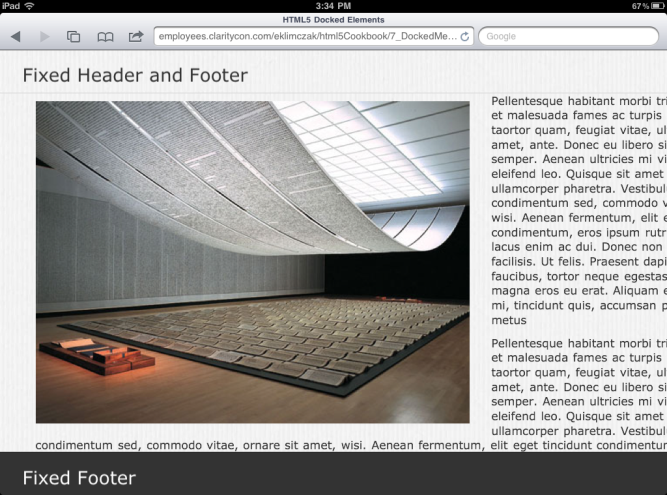 iPad
3:34 PM
67%
HTML5 Docked Elements
employees.claritycon.com/eklimczak/html5Cookbook/7_DockedMe...
Google
Fixed Header and Footer
Pellentesque habitant morbi tri
et malesuada fames ac turpis
taortor quam, feugiat vitae, ul
amet, ante. Donec eu libero si
semper. Aenean ultricies mi vi
eleifend leo. Quisque sit amet
ullamcorper pharetra. Vestibul
condimentum sed, commodo v
wisi. Aenean fermentum, elit e
condimentum, eros ipsum rutr
lacus enim ac dui. Donec non
facilisis. Ut felis. Praesent dapi
faucibus, tortor neque egestas
magna eros eu erat. Aliquam e
mi, tincidunt quis, accumsan p
metus
Pellentesque habitant morbi tri
et malesuada fames ac turpis
taortor quam, feugiat vitae, ul
amet, ante. Donec eu libero si
semper. Aenean ultricies mi vi
eleifend leo. Quisque sit amet
ullamcorper pharetra. Vestibul
condimentum sed, commodo vitae, ornare sit amet, wisi. Aenean fermentum, elit eget tincidunt condimentum
Fixed Footer